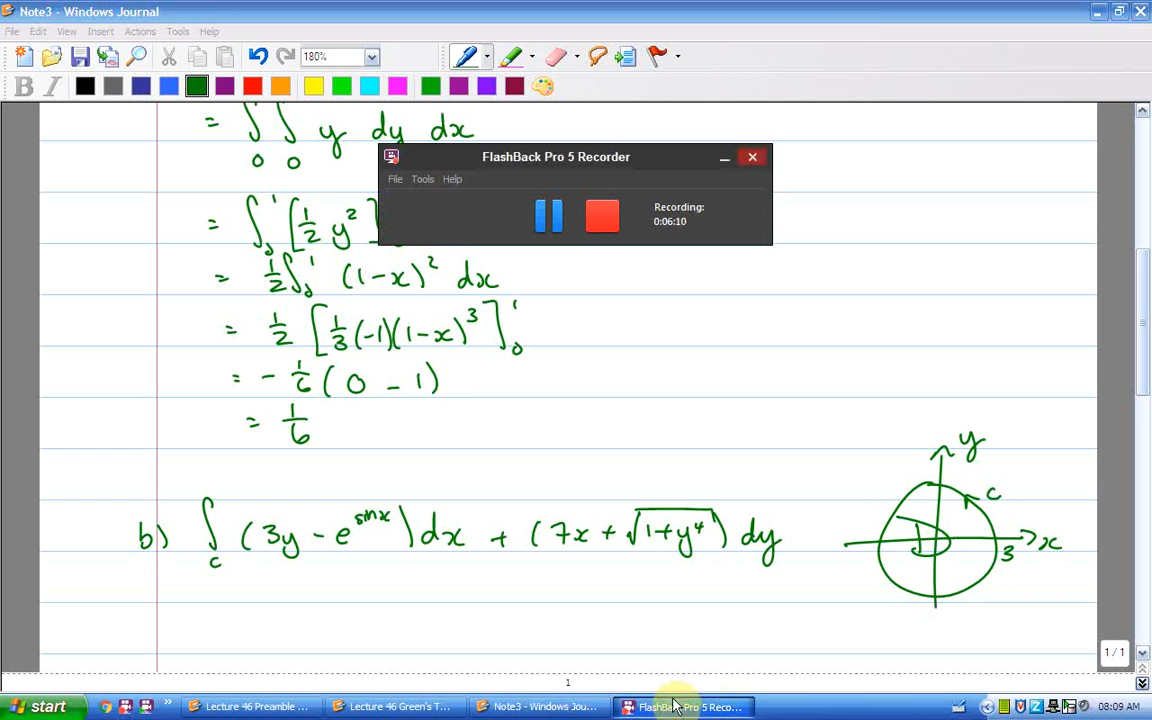 Note3 - Windows Journal
File Edit View Insert Actions Tools Help
180%
B I
= ∫₀ ∫₀ y dy dx
FlashBack Pro 5 Recorder
File Tools Help
Recording:
0:06:10
= ∫₀¹ [1/2 y²]
= 1/2 ∫₀¹ (1-x)² dx
= 1/2 [1/3 (-1)(1-x)³]₀¹
= - 1/6 (0 - 1)
= 1/6
y
C
D
x
3
b) ∫c (3y - e^sinx) dx + (7x + √(1+y⁴)) dy
1 / 1
1
start
Lecture 46 Preamble ...
Lecture 46 Green's T...
Note3 - Windows Jou...
FlashBack Pro 5 Reco...
08:09 AM